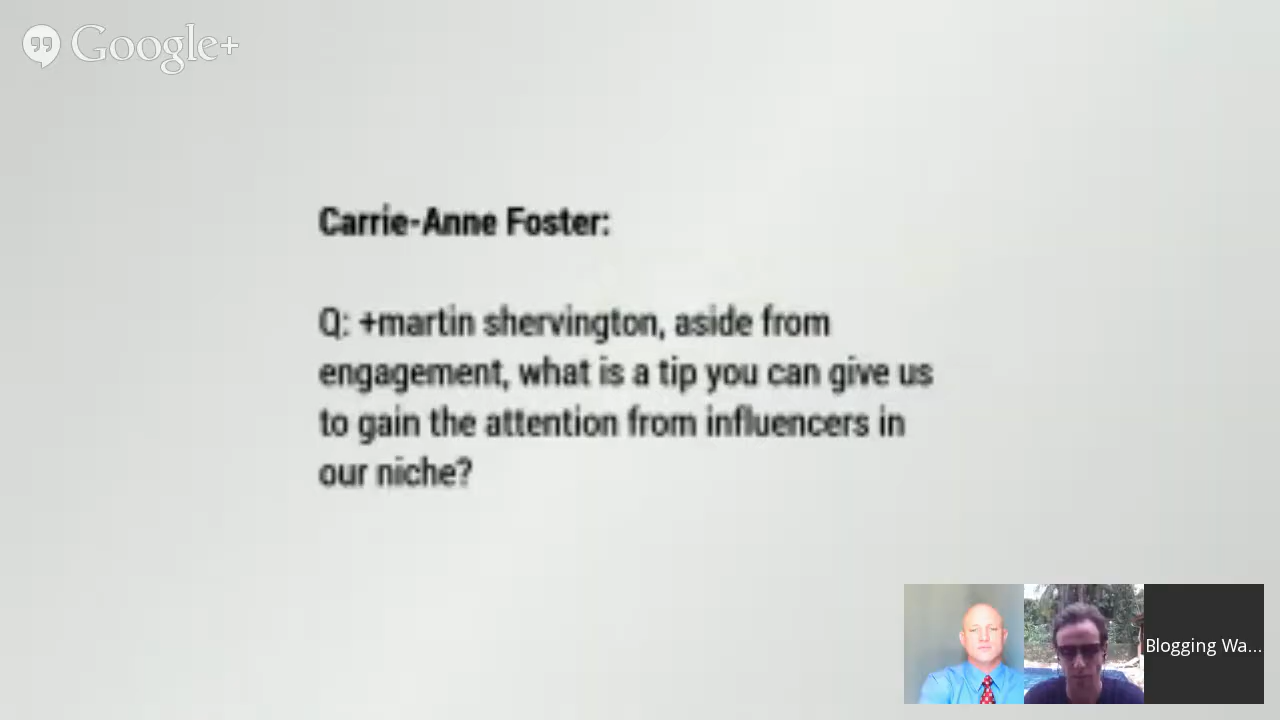 Google+
Carrie-Anne Foster:
Q: +martin shervington, aside from
engagement, what is a tip you can give us
to gain the attention from influencers in
our niche?
Blogging Wa...